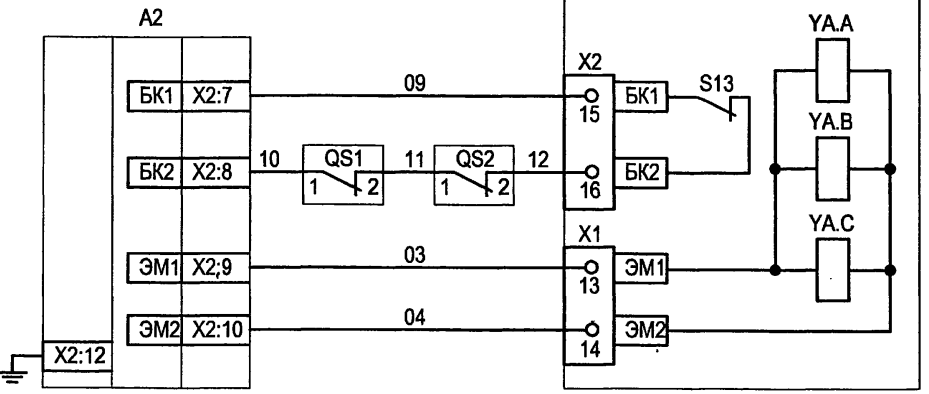 A2
YA.A
X2
БК1 X2:7
09
15
БК1
S13
YA.B
БК2 X2:8
10
QS1
1 2
11
QS2
1 2
12
16
БК2
X1
YA.C
ЭМ1 X2;9
03
13
ЭМ1
ЭМ2 X2:10
04
14
ЭМ2
X2:12